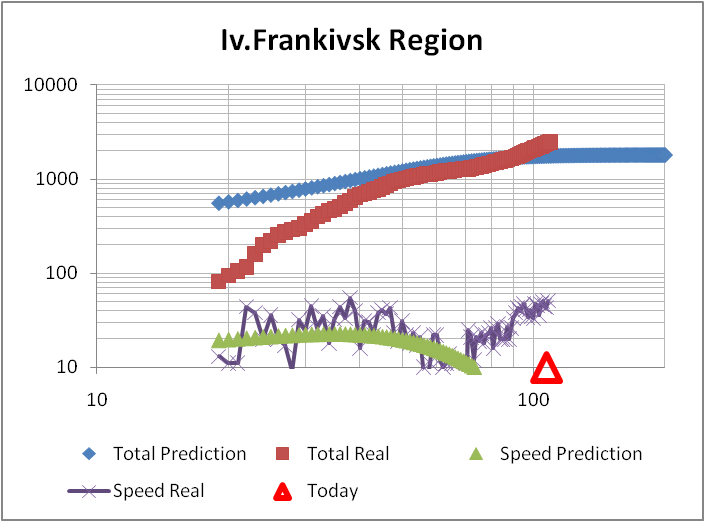 Iv.Frankivsk Region
10000
1000
100
10
10 100
Total Prediction Total Real Speed Prediction
Speed Real Today